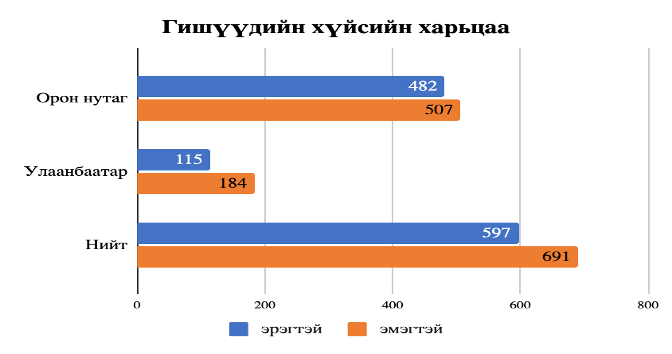 Гишүүдийн хүйсийн харьцаа
Орон нутаг
482
507
Улаанбаатар
115
184
Нийт
597
691
0 200 400 600 800
эрэгтэй эмэгтэй